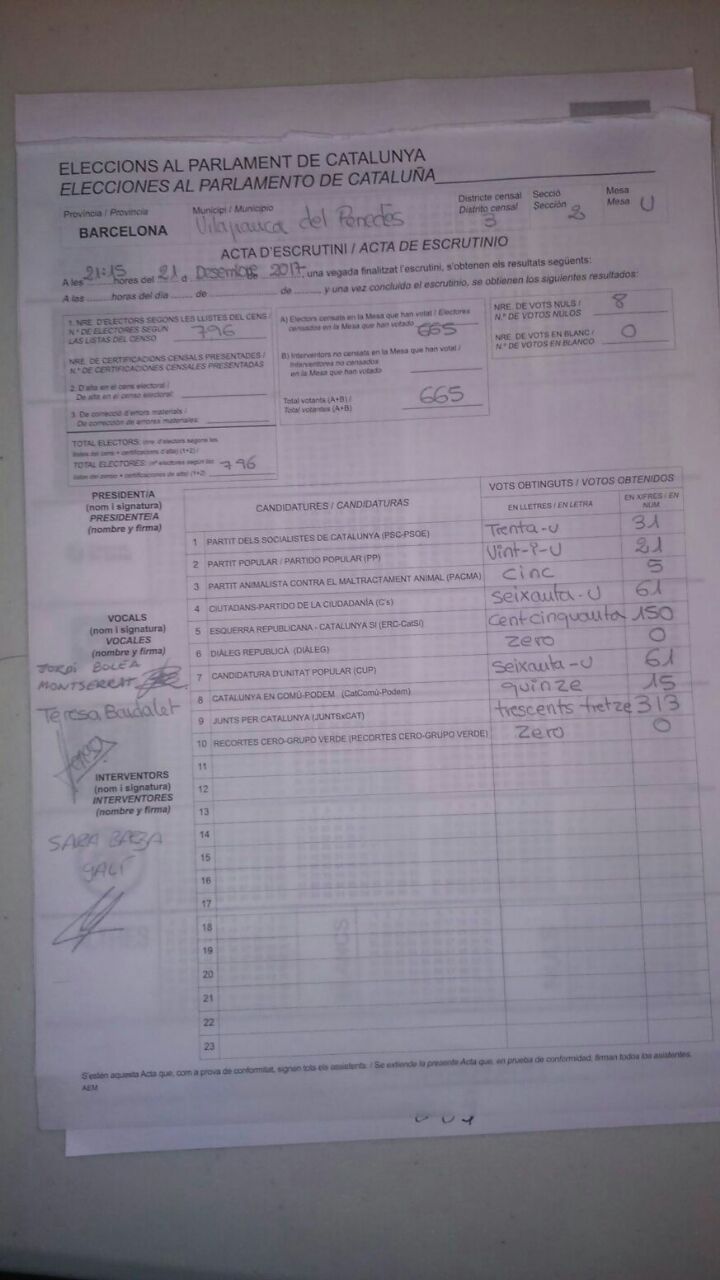 ELECCIONS AL PARLAMENT DE CATALUNYA
ELECCIONES AL PARLAMENTO DE CATALUÑA
Província / Provincia
BARCELONA
Municipi / Municipio
Vilafranca del Penedès
Districte censal
Distrito censal
3
Secció
Sección
2
Mesa
Mesa U
ACTA D'ESCRUTINI / ACTA DE ESCRUTINIO
A les 21:15 hores del 21 d Desembre 2017 una vegada finalitzat l'escrutini, s'obtenen els resultats següents:
A las ........ horas del día ....... de ................ de ......... y una vez concluido el escrutinio, se obtienen los siguientes resultados:
1. NRE. D'ELECTORS SEGONS LES LLISTES DEL CENS /
N.º DE ELECTORES SEGÚN
LAS LISTAS DEL CENSO 796
NRE. DE CERTIFICACIONS CENSALS PRESENTADES /
N.º DE CERTIFICACIONES CENSALES PRESENTADAS
2. D'alta en el cens electoral /
De alta en el censo electoral:
3. De correcció d'errors materials /
De corrección de errores materiales:
TOTAL ELECTORS: (nre. d'electors segons les
llistes del cens + certificacions d'alta) (1+2) /
TOTAL ELECTORES: (nº electores según las
listas del censo + certificaciones de alta) (1+2) 796
A) Electors censats en la Mesa que han votat / Electores
censados en la Mesa que han votado 665
B) Interventors no censats en la Mesa que han votat /
Interventores no censados
en la Mesa que han votado
Total votants (A+B) /
Total votantes (A+B) 665
NRE. DE VOTS NULS /
N.º DE VOTOS NULOS 8
NRE. DE VOTS EN BLANC /
N.º DE VOTOS EN BLANCO 0
PRESIDENT/A
(nom i signatura)
PRESIDENTE/A
(nombre y firma)
VOCALS
(nom i signatura)
VOCALES
(nombre y firma)
JORDI BOLEA
MONTSERRAT
Teresa Baudalet
INTERVENTORS
(nom i signatura)
INTERVENTORES
(nombre y firma)
SARA
GALÍ
CANDIDATURES / CANDIDATURAS
VOTS OBTINGUTS / VOTOS OBTENIDOS
EN LLETRES / EN LETRA
EN XIFRES / EN NÚM.
1 PARTIT DELS SOCIALISTES DE CATALUNYA (PSC-PSOE) Trenta-u 31
2 PARTIT POPULAR / PARTIDO POPULAR (PP) Vint-i-u 21
3 PARTIT ANIMALISTA CONTRA EL MALTRACTAMENT ANIMAL (PACMA) cinc 5
4 CIUTADANS-PARTIDO DE LA CIUDADANÍA (C's) seixanta-u 61
5 ESQUERRA REPUBLICANA - CATALUNYA SI (ERC-CatSí) cent cinquanta 150
6 DIÀLEG REPUBLICÀ (DIÀLEG) zero 0
7 CANDIDATURA D'UNITAT POPULAR (CUP) Seixanta-u 61
8 CATALUNYA EN COMÚ-PODEM (CatComú-Podem) quinze 15
9 JUNTS PER CATALUNYA (JUNTSxCAT) trescents tretze 313
10 RECORTES CERO-GRUPO VERDE (RECORTES CERO-GRUPO VERDE) zero 0
11
12
13
14
15
16
17
18
19
20
21
22
23
S'estén aquesta Acta que, com a prova de conformitat, signen tots els assistents. / Se extiende la presente Acta que, en prueba de conformidad, firman todos los asistentes.
AEM